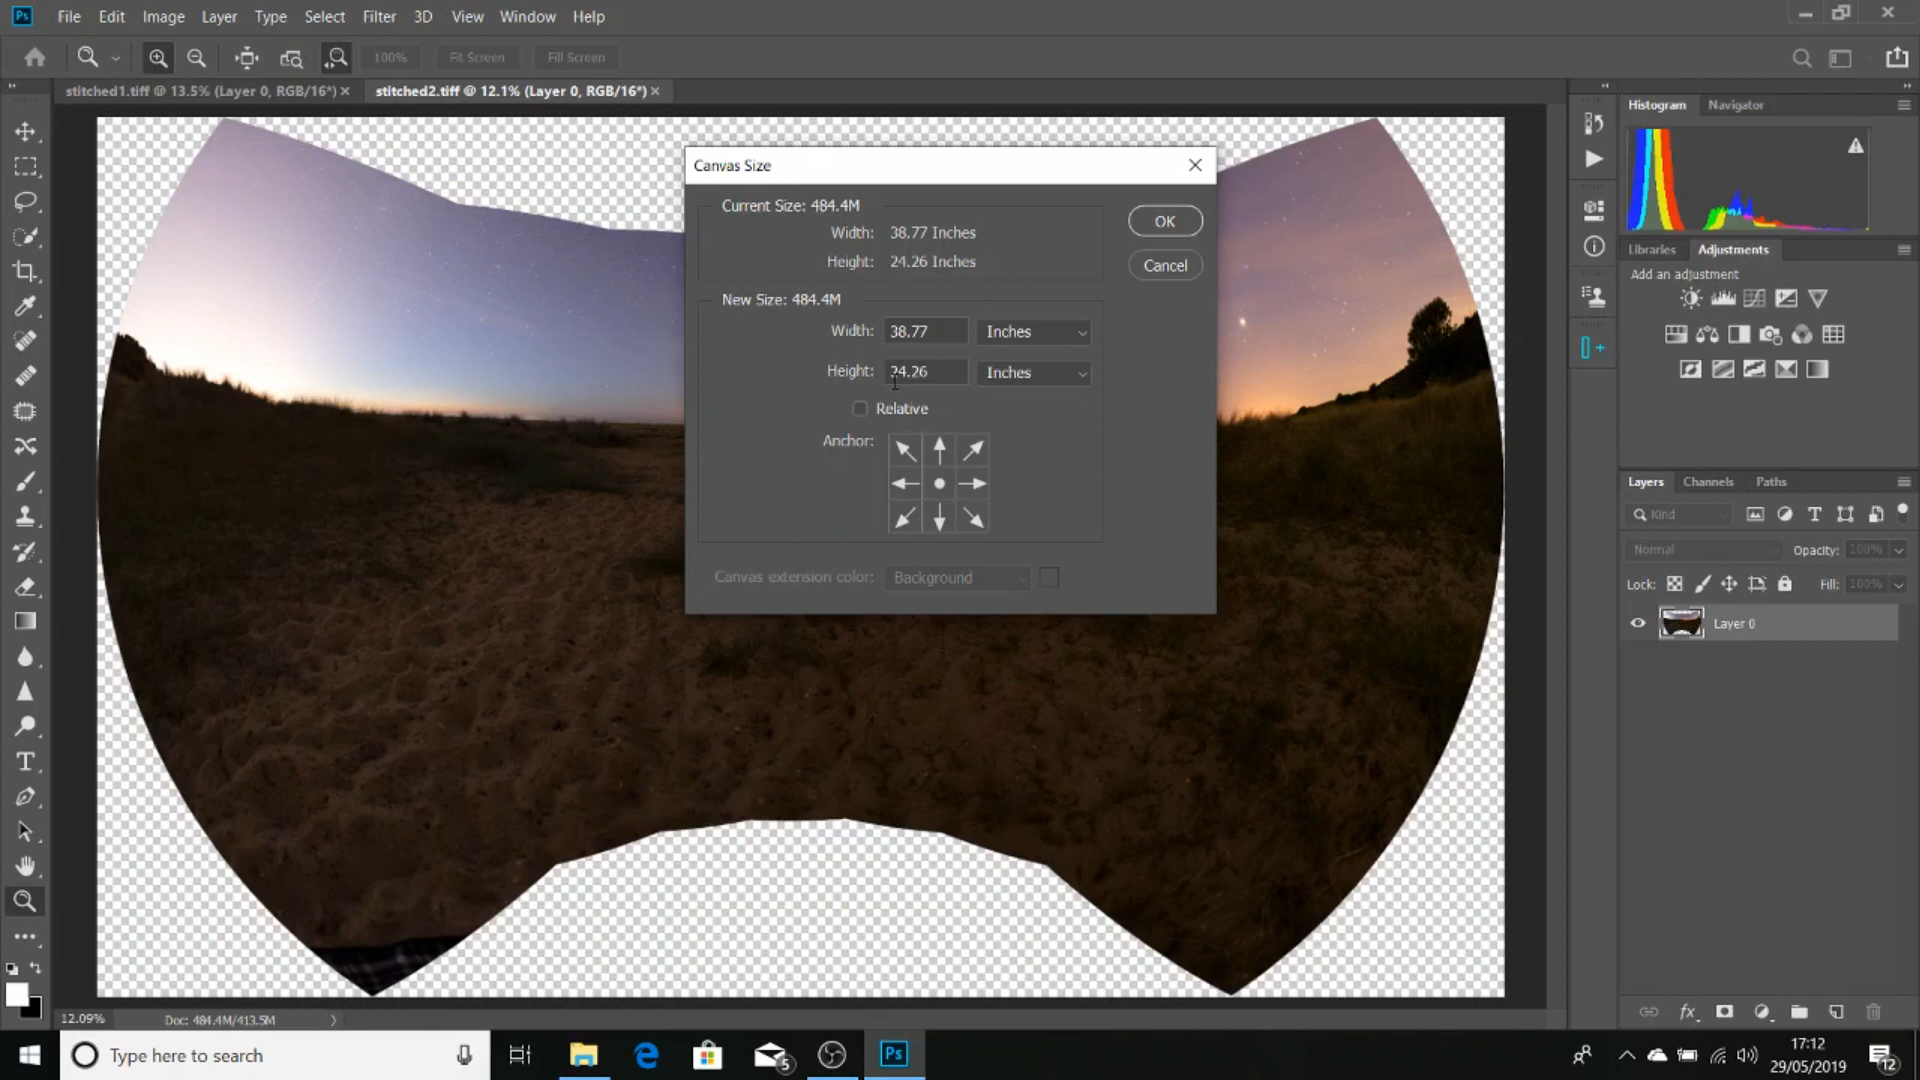 Ps File Edit Image Layer Type Select Filter 3D View Window Help
100% Fit Screen Fill Screen
stitched1.tiff @ 13.5% (Layer 0, RGB/16*) × stitched2.tiff @ 12.1% (Layer 0, RGB/16*) ×
Histogram Navigator
Canvas Size
Current Size: 484.4M
Width: 38.77 Inches
Height: 24.26 Inches
OK
Cancel
New Size: 484.4M
Width: 38.77 Inches
Height: 24.26 Inches
Relative
Anchor:
Canvas extension color: Background
Libraries Adjustments
Add an adjustment
Layers Channels Paths
Kind
Normal Opacity: 100%
Lock: Fill: 100%
Layer 0
fx
12.09% Doc: 484.4M/413.5M
Type here to search
5
Ps
17:12
29/05/2019
12